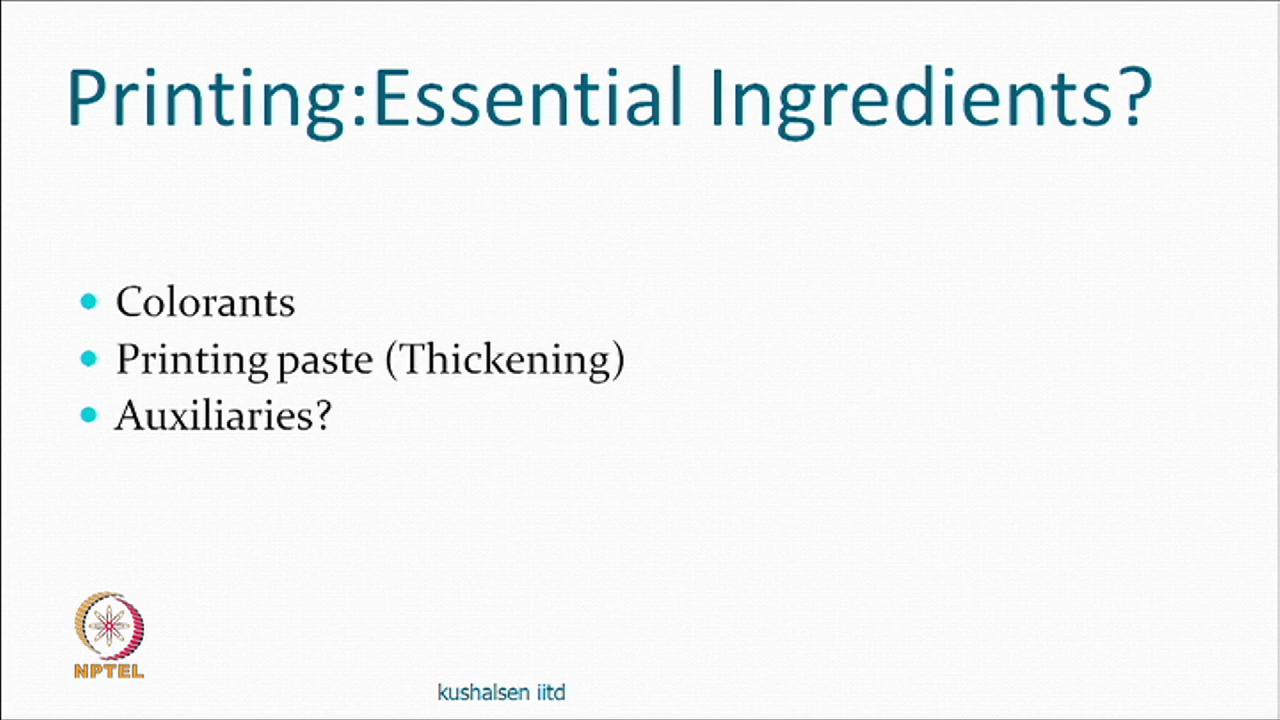 Printing:Essential Ingredients?
Colorants
Printing paste (Thickening)
Auxiliaries?
NPTEL
kushalsen iitd